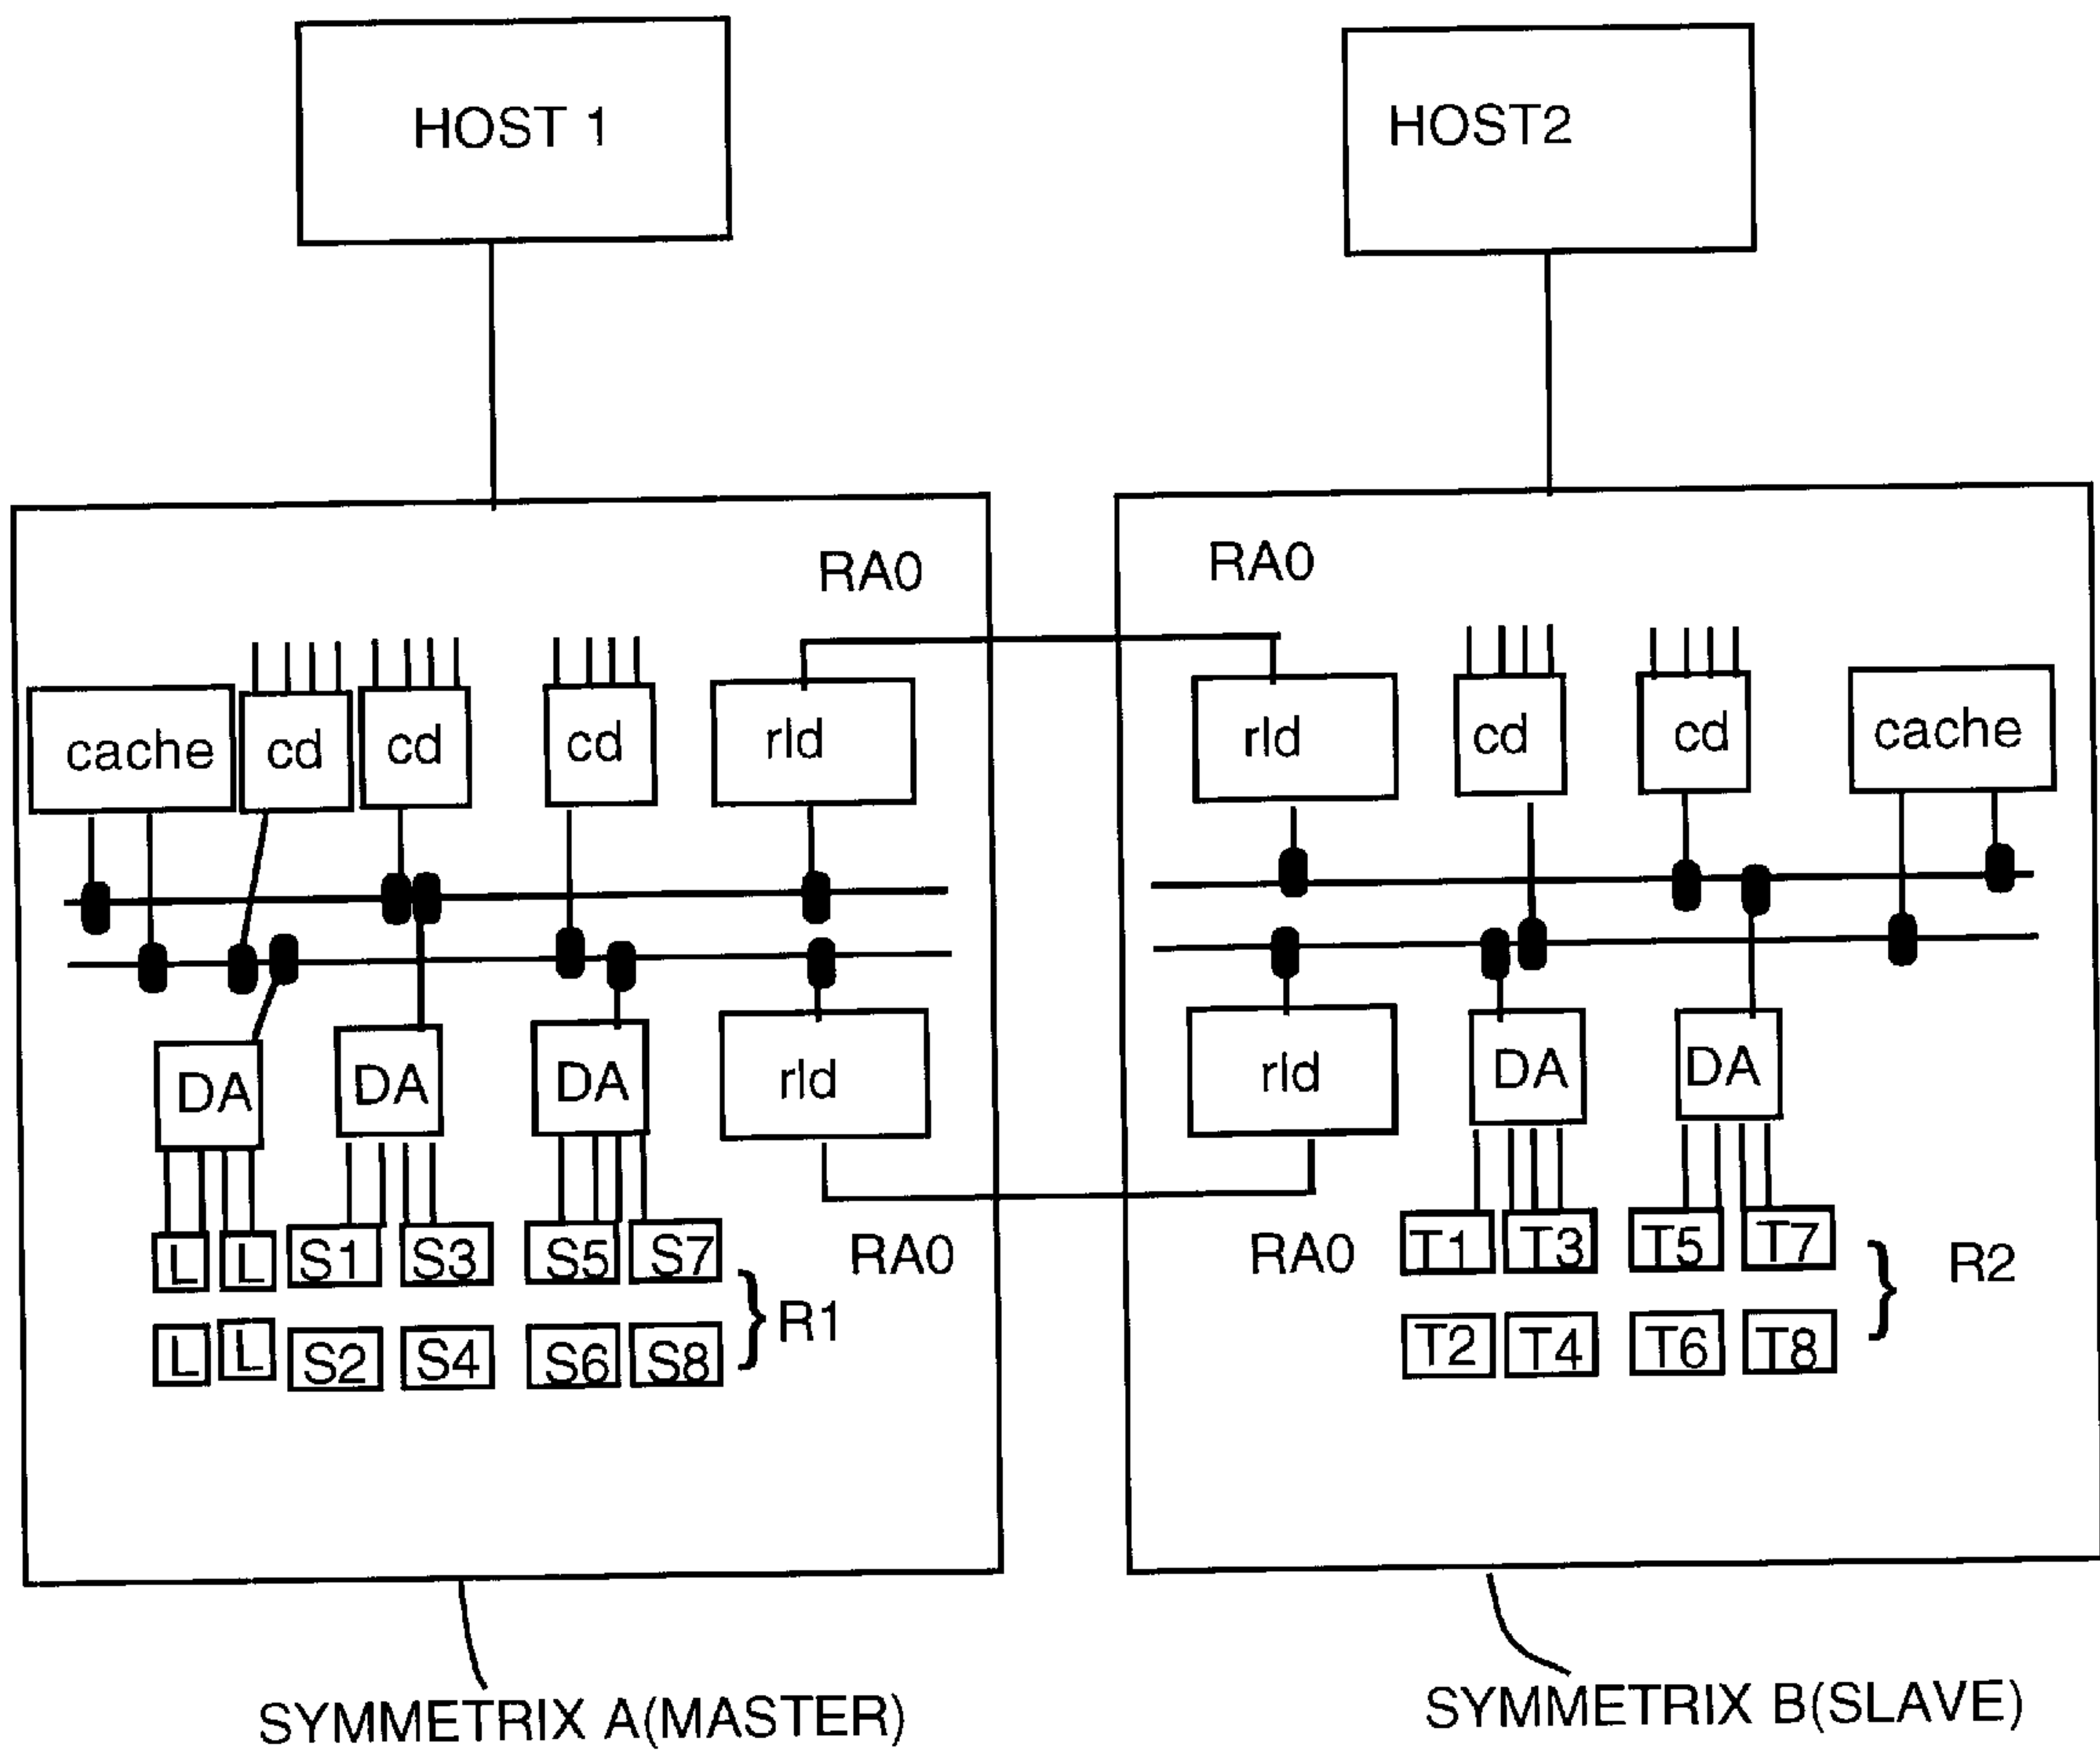 HOST 1
HOST2
RA0
RA0
cache
cd
cd
cd
rld
rld
cd
cd
cache
DA
DA
DA
rld
rld
DA
DA
L
L
S1
S3
S5
S7
RA0
RA0
T1
T3
T5
T7
} R1
} R2
L
L
S2
S4
S6
S8
T2
T4
T6
T8
SYMMETRIX A(MASTER)
SYMMETRIX B(SLAVE)